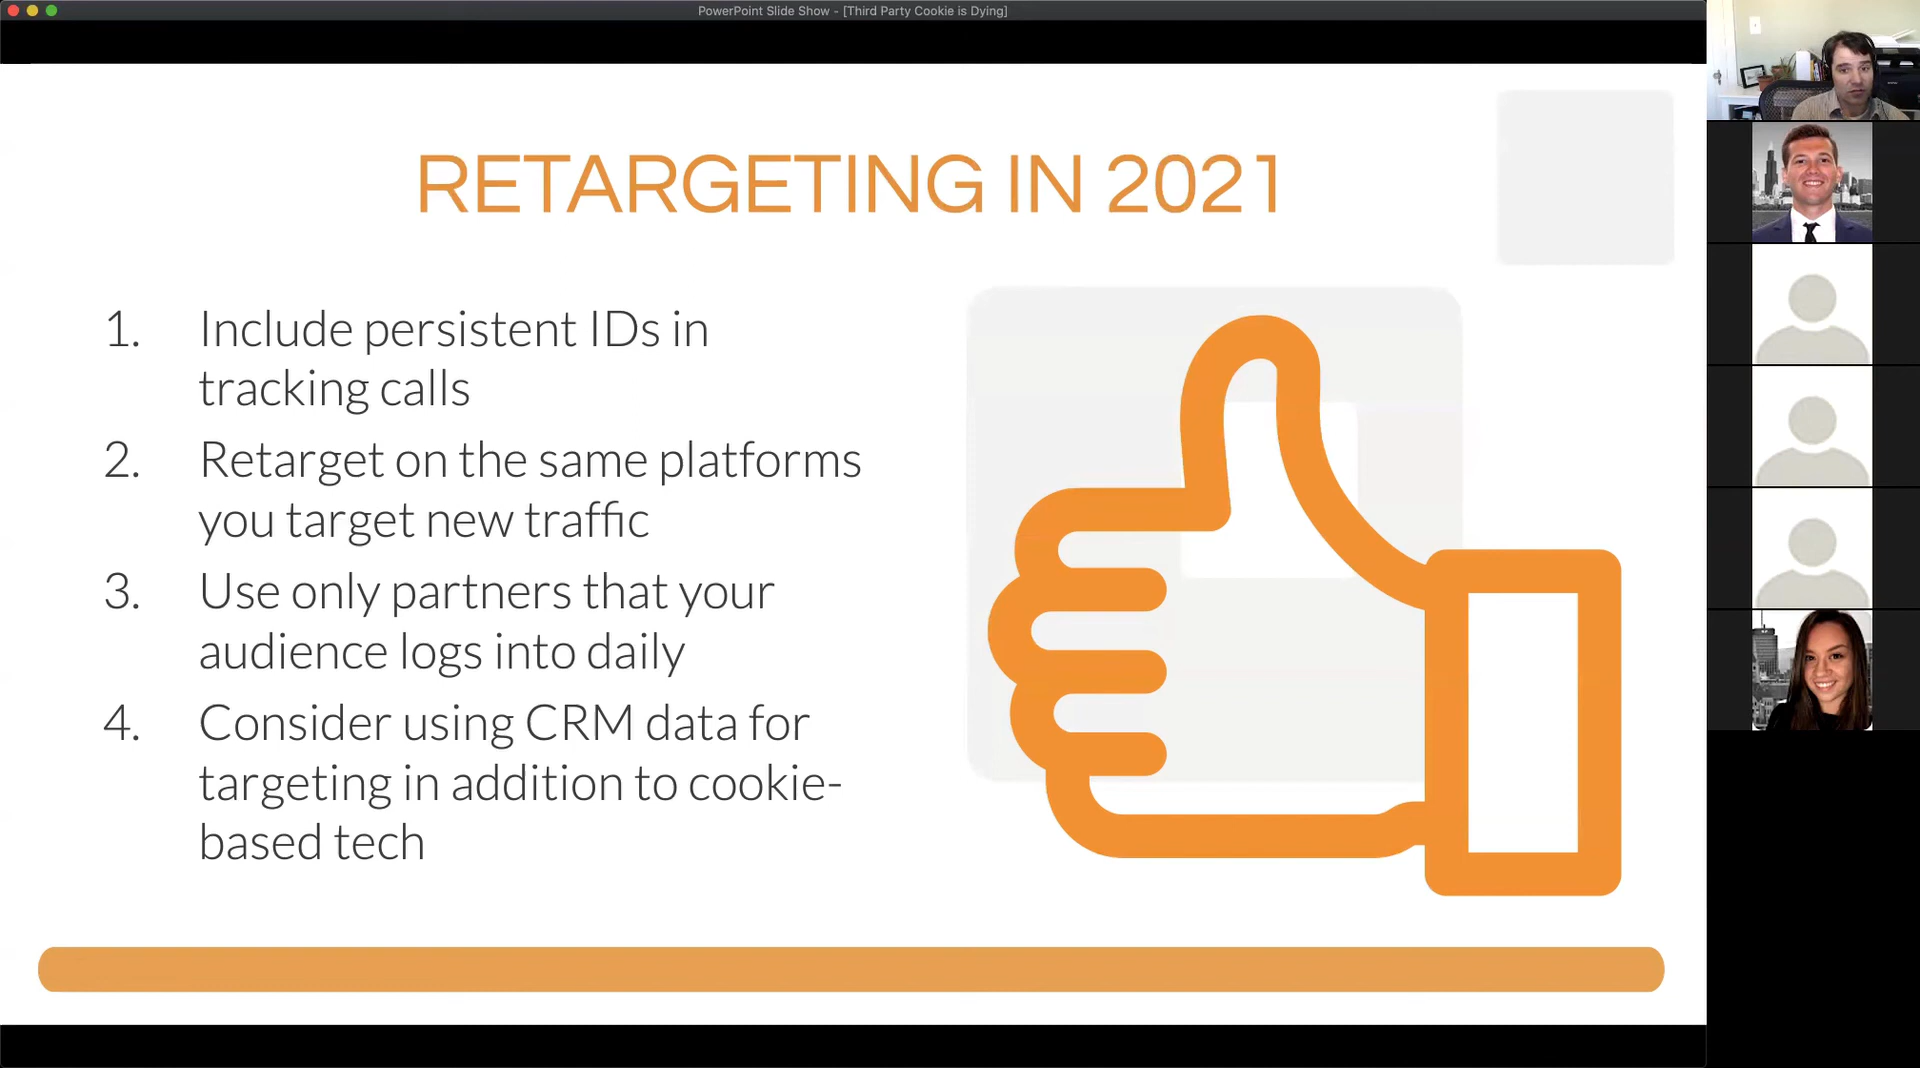 PowerPoint Slide Show - [Third Party Cookie is Dying]
RETARGETING IN 2021
1. Include persistent IDs in
tracking calls
2. Retarget on the same platforms
you target new traffic
3. Use only partners that your
audience logs into daily
4. Consider using CRM data for
targeting in addition to cookie-
based tech